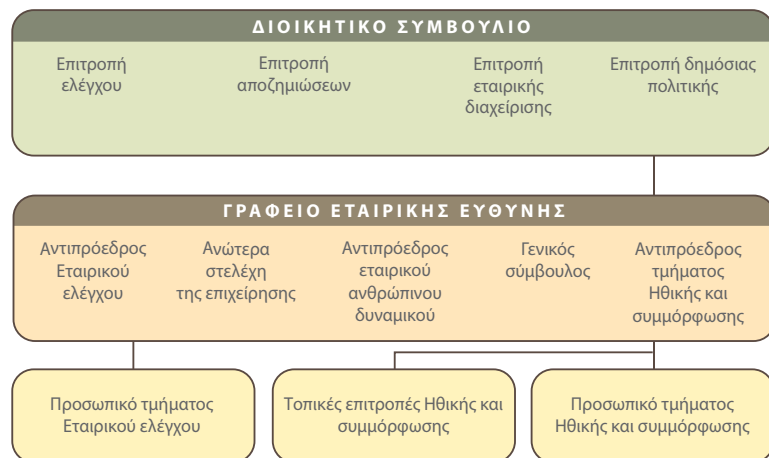 ΔΙΟΙΚΗΤΙΚΟ ΣΥΜΒΟΥΛΙΟ
Επιτροπή
ελέγχου
Επιτροπή
αποζημιώσεων
Επιτροπή
εταιρικής
διαχείρισης
Επιτροπή δημόσιας
πολιτικής
ΓΡΑΦΕΙΟ ΕΤΑΙΡΙΚΗΣ ΕΥΘΥΝΗΣ
Αντιπρόεδρος
Εταιρικού
ελέγχου
Ανώτερα
στελέχη
της επιχείρησης
Αντιπρόεδρος
εταιρικού
ανθρώπινου
δυναμικού
Γενικός
σύμβουλος
Αντιπρόεδρος
τμήματος
Ηθικής και
συμμόρφωσης
Προσωπικό τμήματος
Εταιρικού ελέγχου
Τοπικές επιτροπές Ηθικής και
συμμόρφωσης
Προσωπικό τμήματος
Ηθικής και συμμόρφωσης